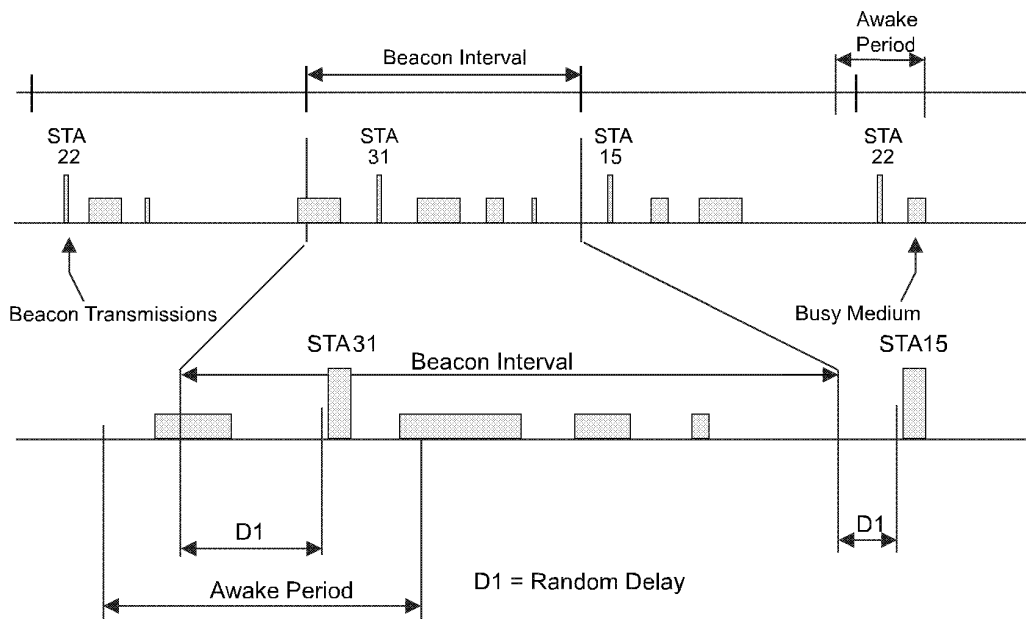 Awake
Period
Beacon Interval
STA
22
STA
31
STA
15
STA
22
Beacon Transmissions
Busy Medium
STA31
Beacon Interval
STA15
D1
D1
Awake Period
D1 = Random Delay